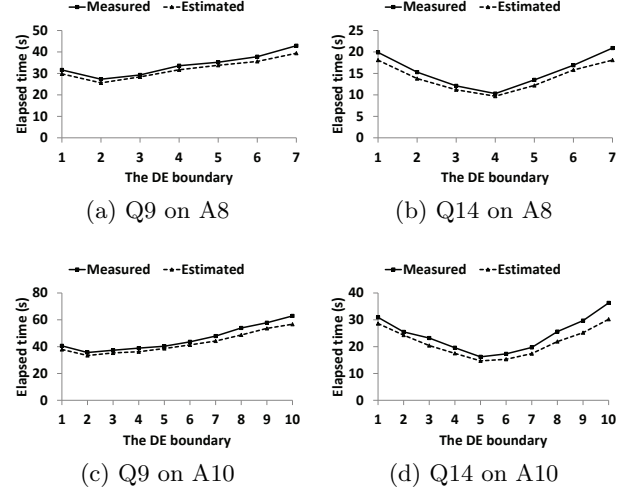 Measured Estimated
Elapsed time (s)
50
40
30
20
10
0
1 2 3 4 5 6 7
The DE boundary
(a) Q9 on A8
Measured Estimated
Elapsed time (s)
25
20
15
10
5
0
1 2 3 4 5 6 7
The DE boundary
(b) Q14 on A8
Measured Estimated
Elapsed time (s)
80
60
40
20
0
1 2 3 4 5 6 7 8 9 10
The DE boundary
(c) Q9 on A10
Measured Estimated
Elapsed time (s)
40
30
20
10
0
1 2 3 4 5 6 7 8 9 10
The DE boundary
(d) Q14 on A10